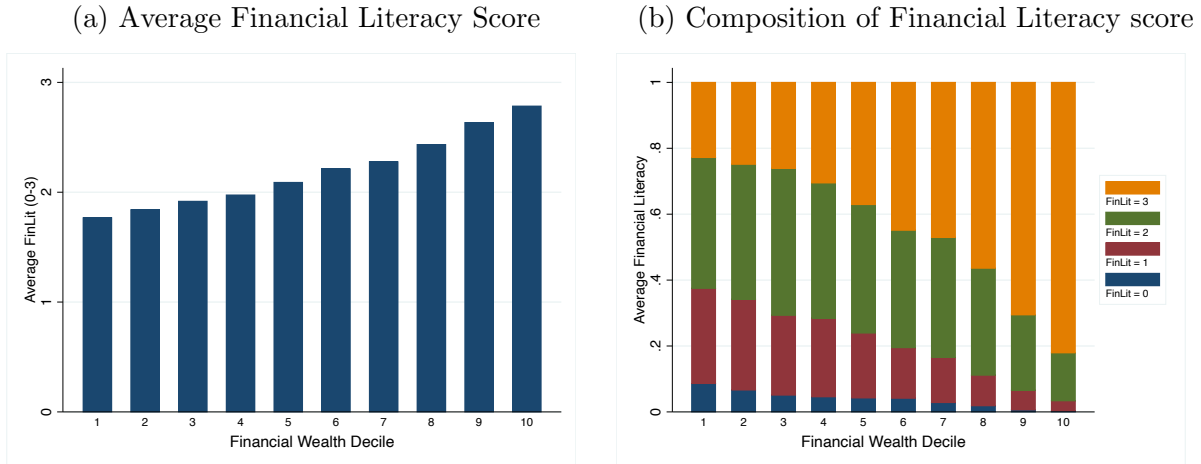 (a) Average Financial Literacy Score
Average FinLit (0-3)
3
2
1
0
1 2 3 4 5 6 7 8 9 10
Financial Wealth Decile
(b) Composition of Financial Literacy score
Average Financial Literacy
1
.8
.6
.4
.2
0
1 2 3 4 5 6 7 8 9 10
Financial Wealth Decile
FinLit = 3
FinLit = 2
FinLit = 1
FinLit = 0